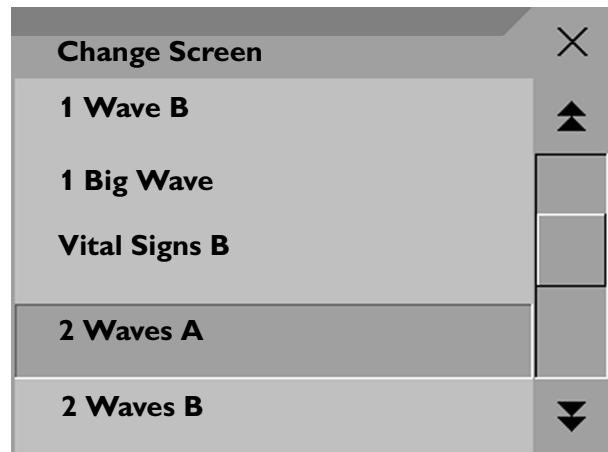 Change Screen
1 Wave B
1 Big Wave
Vital Signs B
2 Waves A
2 Waves B